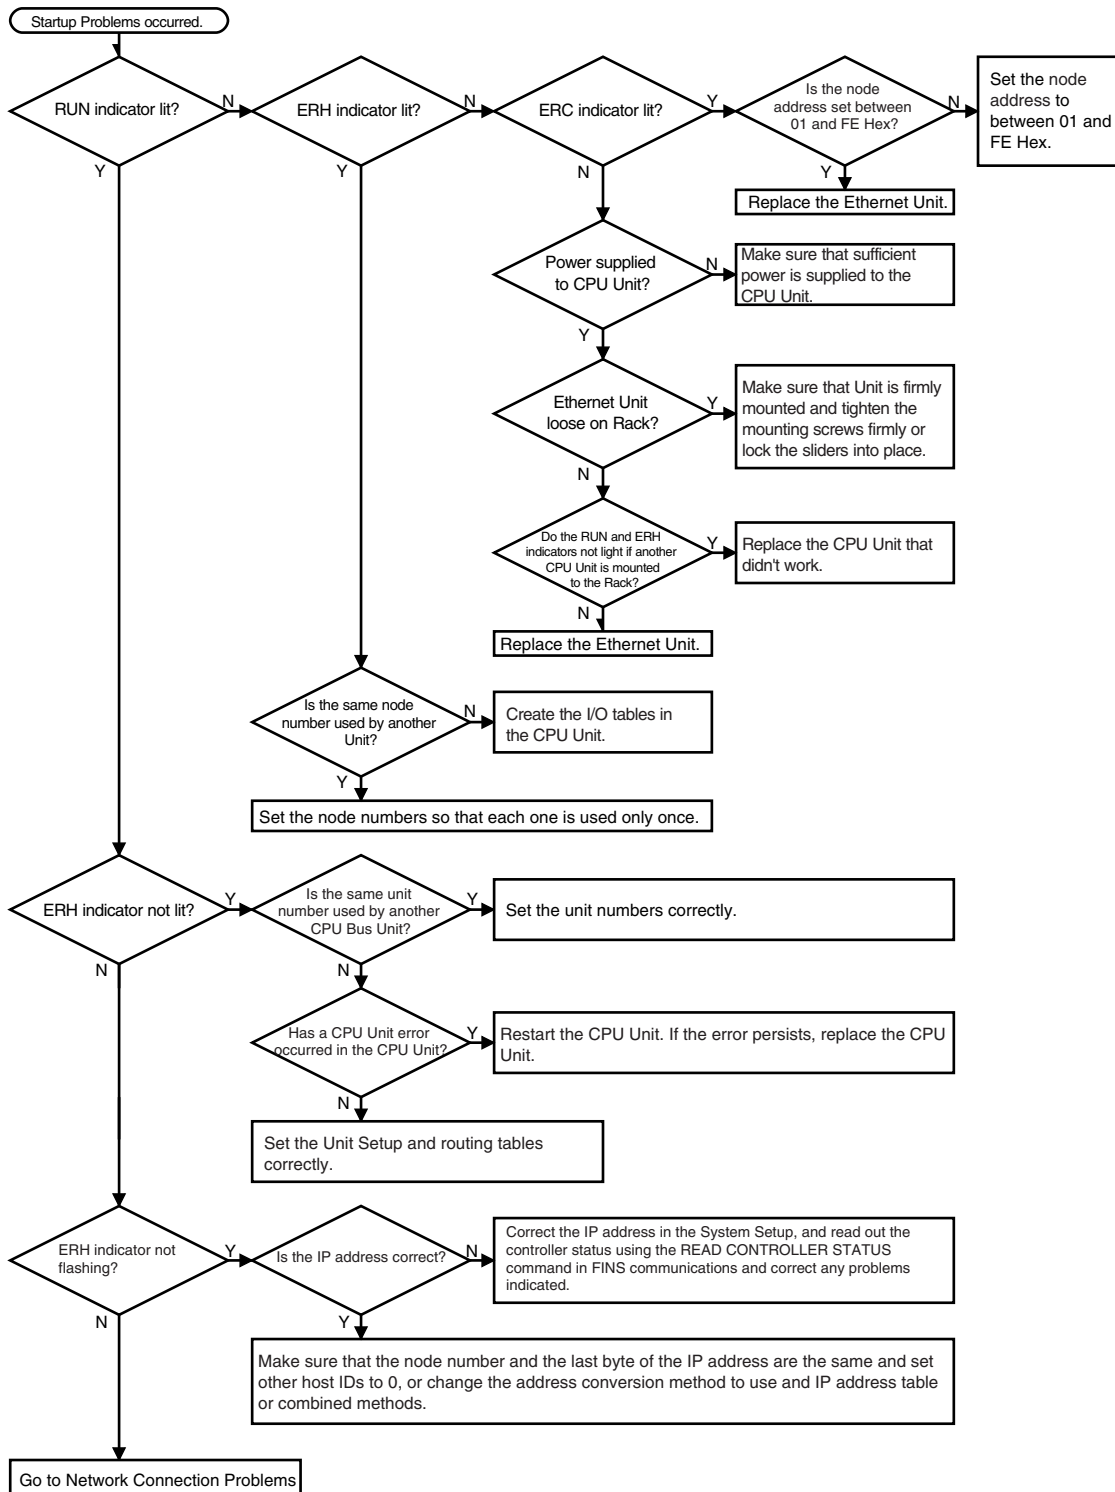 Startup Problems occurred.
RUN indicator lit?
N
Y
ERH indicator lit?
N
Y
ERC indicator lit?
Y
N
Is the node
address set between
01 and FE Hex?
N
Y
Set the node
address to
between 01 and
FE Hex.
Replace the Ethernet Unit.
Power supplied
to CPU Unit?
N
Y
Make sure that sufficient
power is supplied to the
CPU Unit.
Ethernet Unit
loose on Rack?
Y
N
Make sure that Unit is firmly
mounted and tighten the
mounting screws firmly or
lock the sliders into place.
Do the RUN and ERH
indicators not light if another
CPU Unit is mounted
to the Rack?
Y
N
Replace the CPU Unit that
didn't work.
Replace the Ethernet Unit.
Is the same node
number used by another
Unit?
N
Y
Create the I/O tables in
the CPU Unit.
Set the node numbers so that each one is used only once.
ERH indicator not lit?
Y
N
Is the same unit
number used by another
CPU Bus Unit?
Y
N
Set the unit numbers correctly.
Has a CPU Unit error
occurred in the CPU Unit?
Y
N
Restart the CPU Unit. If the error persists, replace the CPU
Unit.
Set the Unit Setup and routing tables
correctly.
ERH indicator not
flashing?
Y
N
Is the IP address correct?
N
Y
Correct the IP address in the System Setup, and read out the
controller status using the READ CONTROLLER STATUS
command in FINS communications and correct any problems
indicated.
Make sure that the node number and the last byte of the IP address are the same and set
other host IDs to 0, or change the address conversion method to use and IP address table
or combined methods.
Go to Network Connection Problems